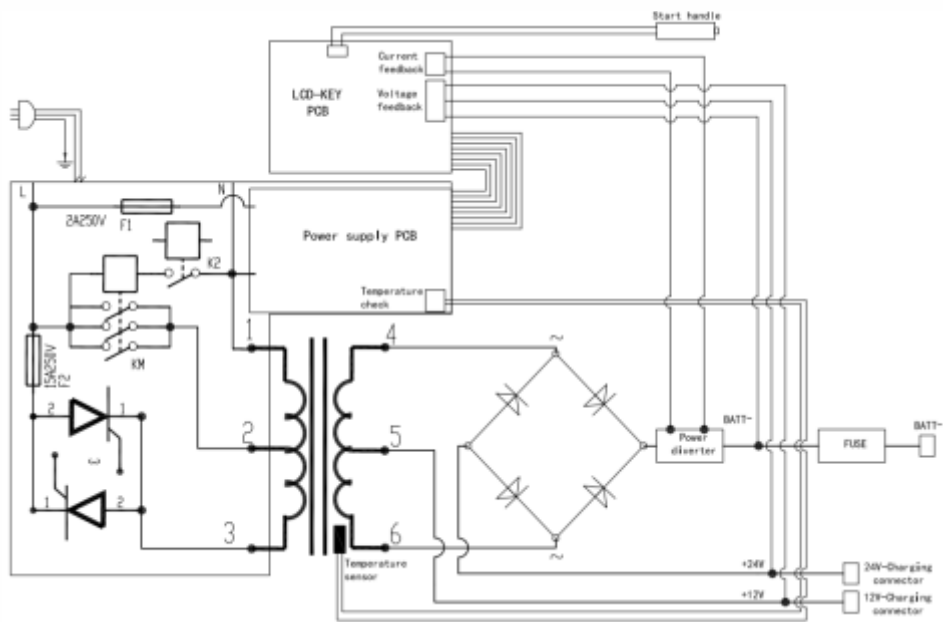 Start handle
Current
feedback
LCD-KEY
PCB
Voltage
feedback
L
N
2A250V
F1
Power supply PCB
K2
Temperature
check
1
4
15A250V
F2
KM
~
2
1
BATT-
Power
diverter
FUSE
BATT-
2
5
3
1
2
3
6
~
Temperature
sensor
+24V
24V-Charging
connector
+12V
12V-Charging
connector